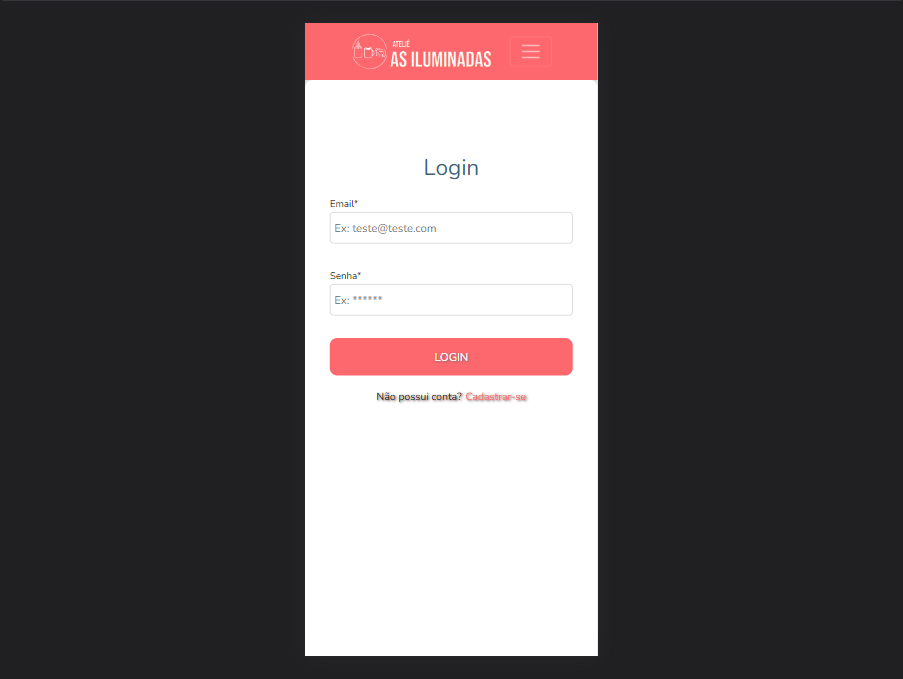 ATELIÊ
AS ILUMINADAS
Login
Email*
Ex: teste@teste.com
Senha*
Ex: ******
LOGIN
Não possui conta? Cadastrar-se